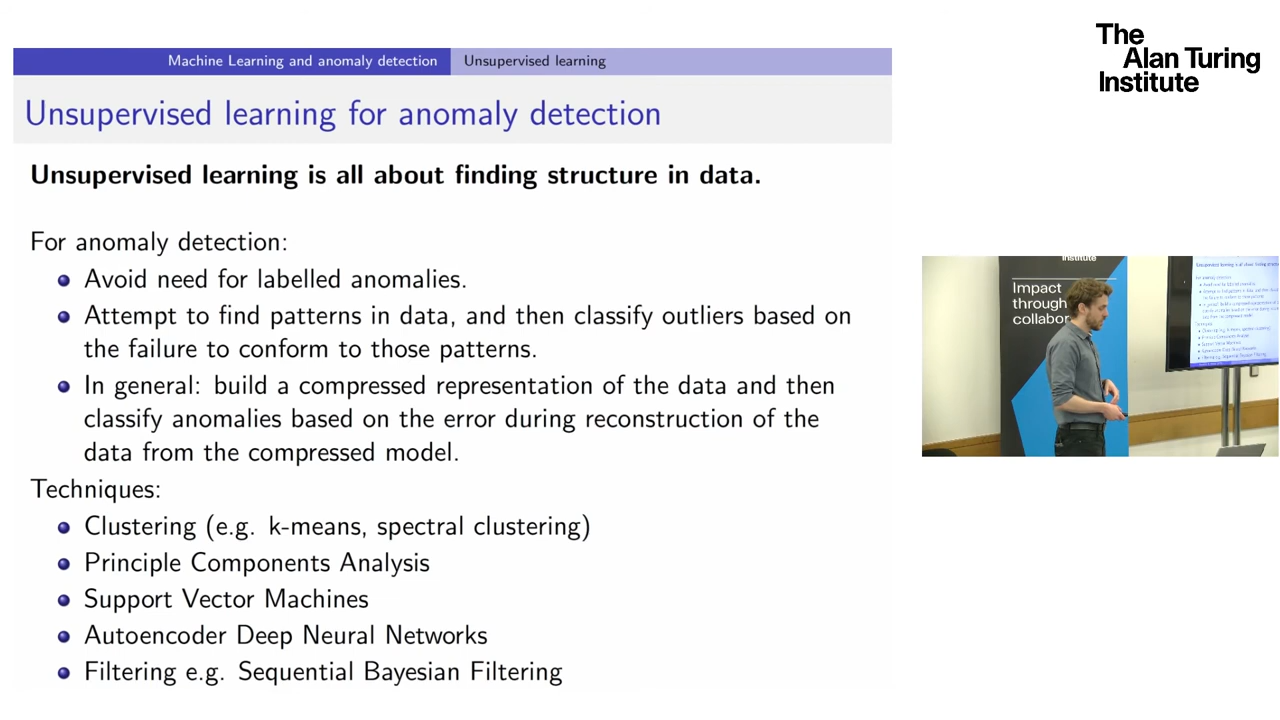 Machine Learning and anomaly detection Unsupervised learning
Unsupervised learning for anomaly detection
Unsupervised learning is all about finding structure in data.
For anomaly detection:
Avoid need for labelled anomalies.
Attempt to find patterns in data, and then classify outliers based on
the failure to conform to those patterns.
In general: build a compressed representation of the data and then
classify anomalies based on the error during reconstruction of the
data from the compressed model.
Techniques:
Clustering (e.g. k-means, spectral clustering)
Principle Components Analysis
Support Vector Machines
Autoencoder Deep Neural Networks
Filtering e.g. Sequential Bayesian Filtering
The
Alan Turing
Institute
Institute
Impact
through